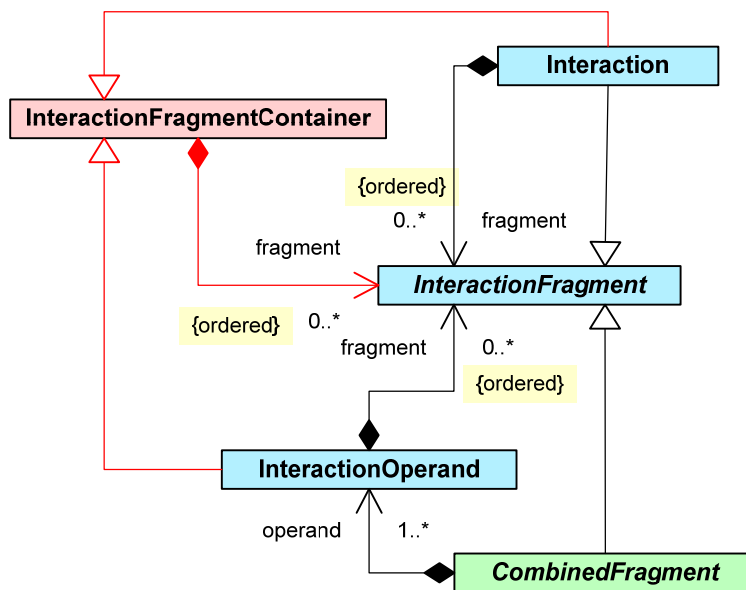 Interaction
InteractionFragmentContainer
{ordered}
0..*
fragment
fragment
InteractionFragment
{ordered}
0..*
fragment
0..*
{ordered}
InteractionOperand
operand
1..*
CombinedFragment